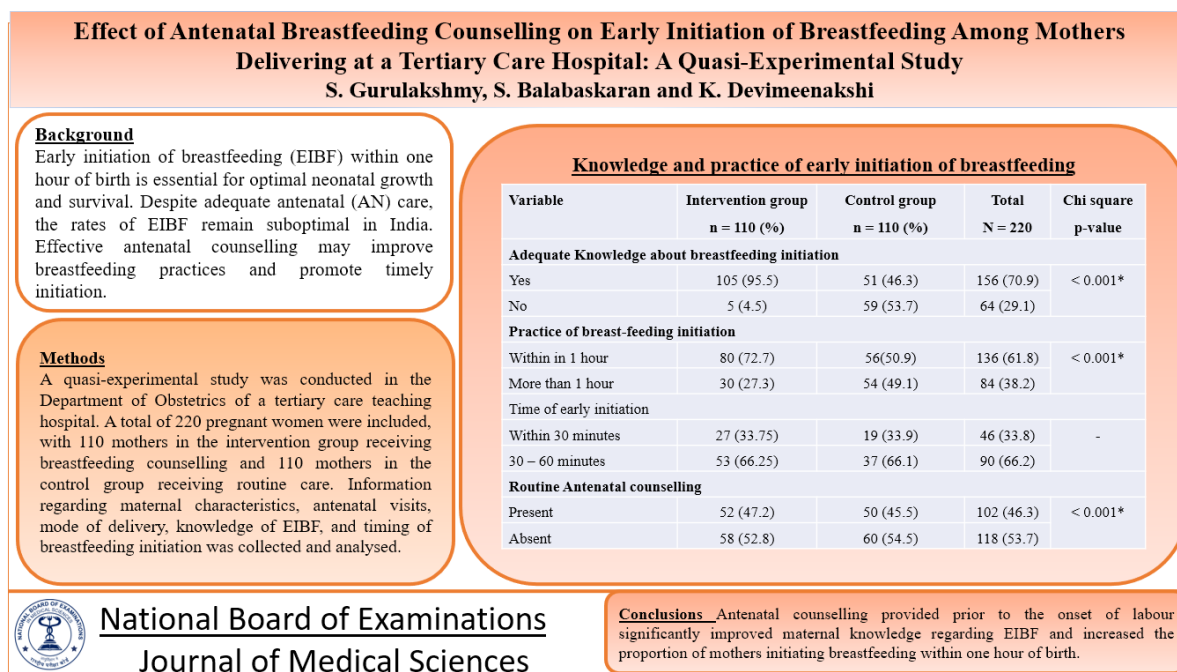 Effect of Antenatal Breastfeeding Counselling on Early Initiation of Breastfeeding Among Mothers
Delivering at a Tertiary Care Hospital: A Quasi-Experimental Study
S. Gurulakshmy, S. Balabaskaran and K. Devimeenakshi
Background
Early initiation of breastfeeding (EIBF) within one
hour of birth is essential for optimal neonatal growth
and survival. Despite adequate antenatal (AN) care,
the rates of EIBF remain suboptimal in India.
Effective antenatal counselling may improve
breastfeeding practices and promote timely
initiation.
Methods
A quasi-experimental study was conducted in the
Department of Obstetrics of a tertiary care teaching
hospital. A total of 220 pregnant women were included,
with 110 mothers in the intervention group receiving
breastfeeding counselling and 110 mothers in the
control group receiving routine care. Information
regarding maternal characteristics, antenatal visits,
mode of delivery, knowledge of EIBF, and timing of
breastfeeding initiation was collected and analysed.
Knowledge and practice of early initiation of breastfeeding
Variable Intervention group Control group Total Chi square
n = 110 (%) n = 110 (%) N = 220 p-value
Adequate Knowledge about breastfeeding initiation
Yes 105 (95.5) 51 (46.3) 156 (70.9) < 0.001*
No 5 (4.5) 59 (53.7) 64 (29.1)
Practice of breast-feeding initiation
Within in 1 hour 80 (72.7) 56(50.9) 136 (61.8) < 0.001*
More than 1 hour 30 (27.3) 54 (49.1) 84 (38.2)
Time of early initiation
Within 30 minutes 27 (33.75) 19 (33.9) 46 (33.8) -
30 – 60 minutes 53 (66.25) 37 (66.1) 90 (66.2)
Routine Antenatal counselling
Present 52 (47.2) 50 (45.5) 102 (46.3) < 0.001*
Absent 58 (52.8) 60 (54.5) 118 (53.7)
NATIONAL BOARD OF EXAMINATIONS
IN MEDICAL SCIENCES
National Board of Examinations
Journal of Medical Sciences
Conclusions Antenatal counselling provided prior to the onset of labour
significantly improved maternal knowledge regarding EIBF and increased the
proportion of mothers initiating breastfeeding within one hour of birth.